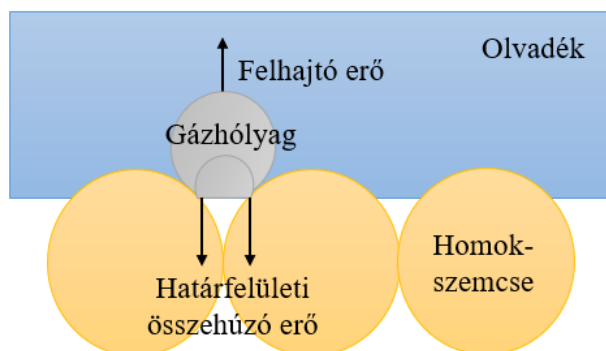 Olvadék
Felhajtó erő
Gázhólyag
Homok-
szemcse
Határfelületi
összehúzó erő